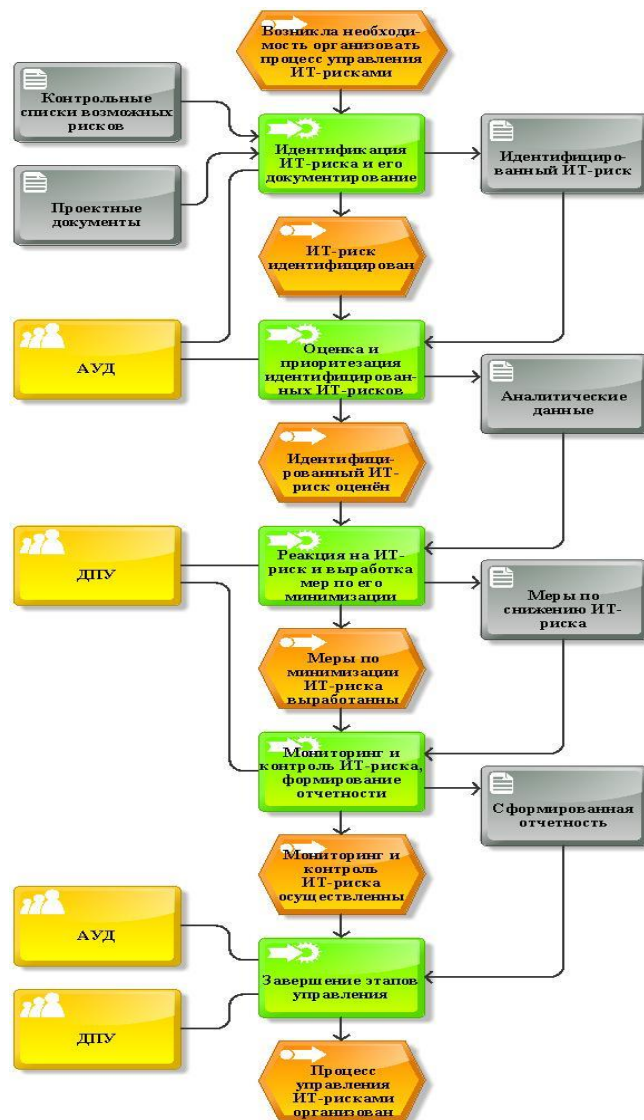 Возникла необходи-
мость организовать
процесс управления
ИТ-рисками
Контрольные
списки возможных
рисков
Идентификация
ИТ-риска и его
документирование
Идентифициро-
ванный ИТ-риск
Проектные
документы
ИТ-риск
идентифицирован
АУД
Оценка и
приоритезация
идентифицирован-
ных ИТ-рисков
Аналитические
данные
Идентифици-
рованный ИТ-
риск оценён
ДПУ
Реакция на ИТ-
риск и выработка
мер по его
минимизации
Меры по
снижению ИТ-
риска
Меры по
минимизации
ИТ-риска
выработанны
Мониторинг и
контроль ИТ-риска,
формирование
отчетности
Сформированная
отчетность
Мониторинг и
контроль
ИТ-риска
осуществленны
АУД
Завершение этапов
управления
ДПУ
Процесс
управления
ИТ-рисками
организован